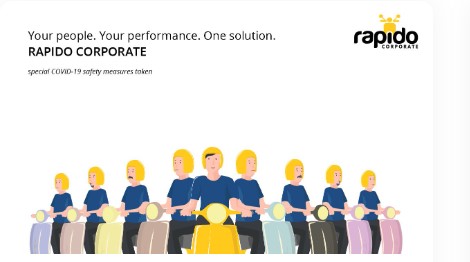 Your people. Your performance. One solution.
RAPIDO CORPORATE
special COVID-19 safety measures taken
rapido
CORPORATE